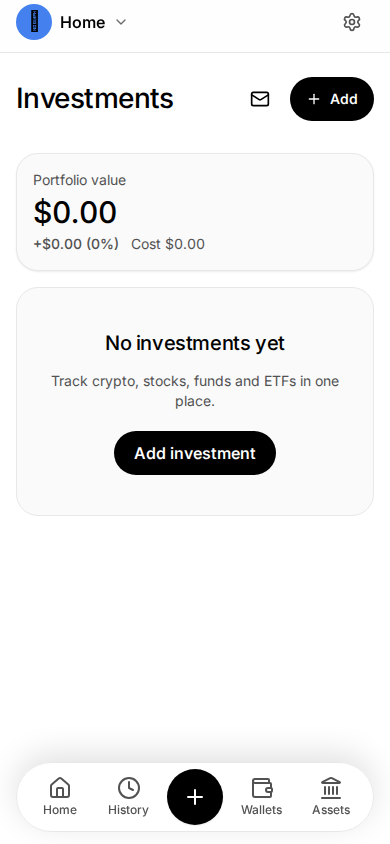 Home
Investments
Add
Portfolio value
$0.00
+$0.00 (0%) Cost $0.00
No investments yet
Track crypto, stocks, funds and ETFs in one
place.
Add investment
Home History Wallets Assets